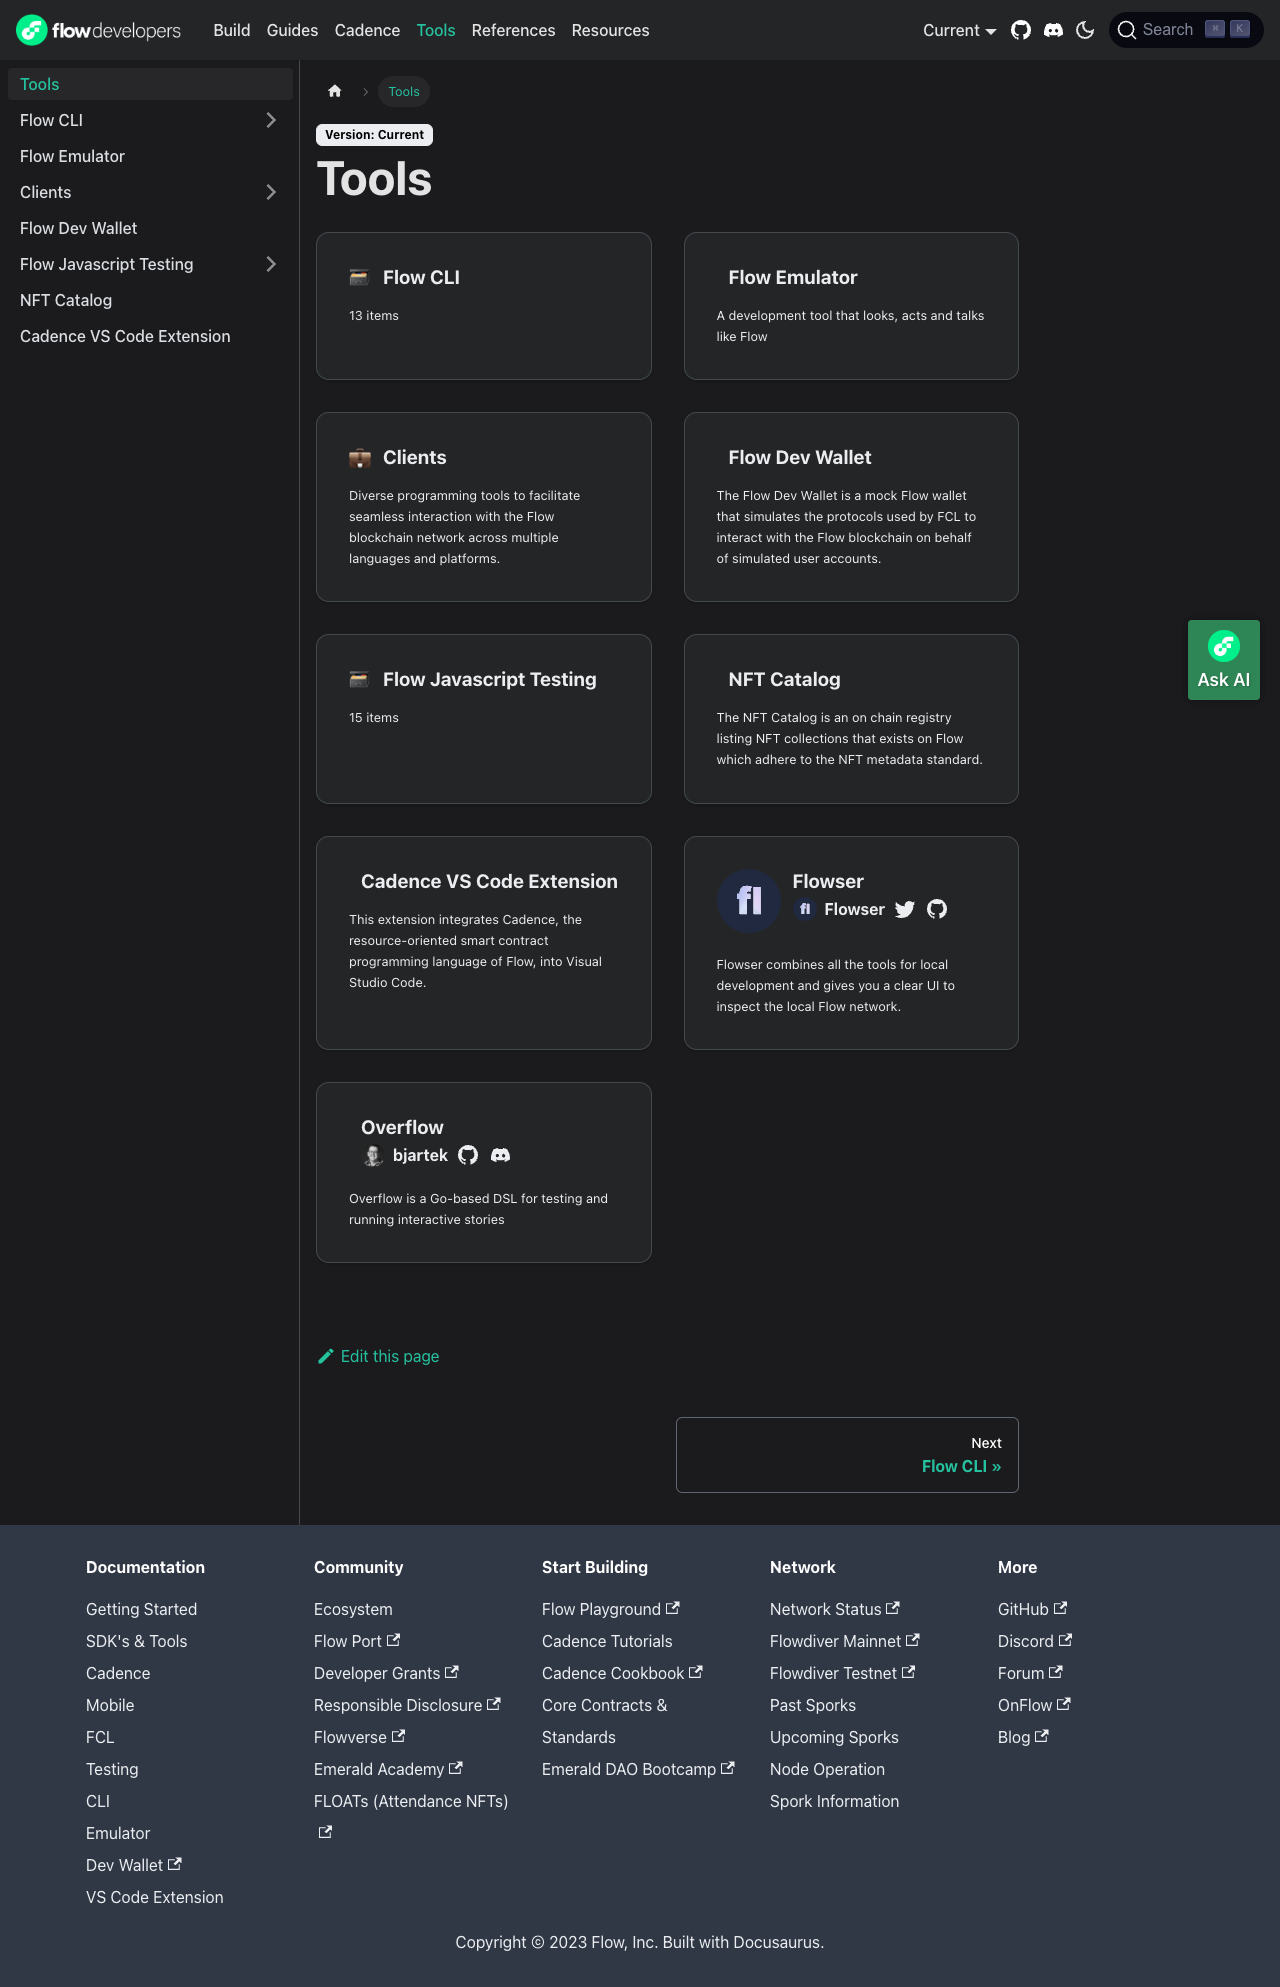 flowdevelopers Build Guides Cadence Tools References Resources Current Search ⌘ K
Tools
Flow CLI
Flow Emulator
Clients
Flow Dev Wallet
Flow Javascript Testing
NFT Catalog
Cadence VS Code Extension
Tools
Version: Current
Tools
Flow CLI
13 items
Flow Emulator
A development tool that looks, acts and talks
like Flow
Clients
Diverse programming tools to facilitate
seamless interaction with the Flow
blockchain network across multiple
languages and platforms.
Flow Dev Wallet
The Flow Dev Wallet is a mock Flow wallet
that simulates the protocols used by FCL to
interact with the Flow blockchain on behalf
of simulated user accounts.
Flow Javascript Testing
15 items
NFT Catalog
The NFT Catalog is an on chain registry
listing NFT collections that exists on Flow
which adhere to the NFT metadata standard.
Ask AI
Cadence VS Code Extension
This extension integrates Cadence, the
resource-oriented smart contract
programming language of Flow, into Visual
Studio Code.
fl
Flowser
fl Flowser
Flowser combines all the tools for local
development and gives you a clear UI to
inspect the local Flow network.
Overflow
bjartek
Overflow is a Go-based DSL for testing and
running interactive stories
Edit this page
Next
Flow CLI »
Documentation
Getting Started
SDK's & Tools
Cadence
Mobile
FCL
Testing
CLI
Emulator
Dev Wallet
VS Code Extension
Community
Ecosystem
Flow Port
Developer Grants
Responsible Disclosure
Flowverse
Emerald Academy
FLOATs (Attendance NFTs)
Start Building
Flow Playground
Cadence Tutorials
Cadence Cookbook
Core Contracts &
Standards
Emerald DAO Bootcamp
Network
Network Status
Flowdiver Mainnet
Flowdiver Testnet
Past Sporks
Upcoming Sporks
Node Operation
Spork Information
More
GitHub
Discord
Forum
OnFlow
Blog
Copyright © 2023 Flow, Inc. Built with Docusaurus.